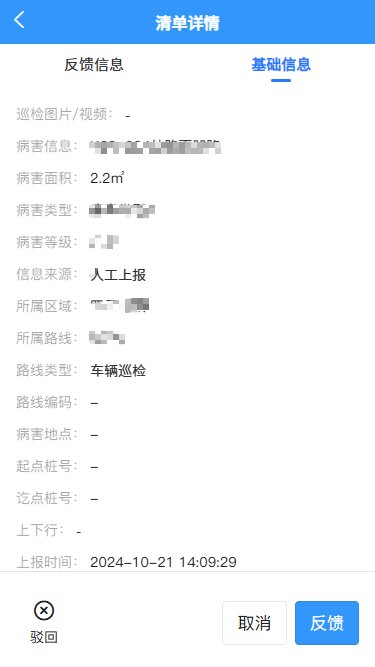 清单详情
反馈信息 基础信息
巡检图片/视频： -
病害信息：
病害面积： 2.2㎡
病害类型：
病害等级：
信息来源： 人工上报
所属区域：
所属路线：
路线类型： 车辆巡检
路线编码： -
病害地点： -
起点桩号： -
讫点桩号： -
上下行： -
上报时间： 2024-10-21 14:09:29
驳回 取消 反馈